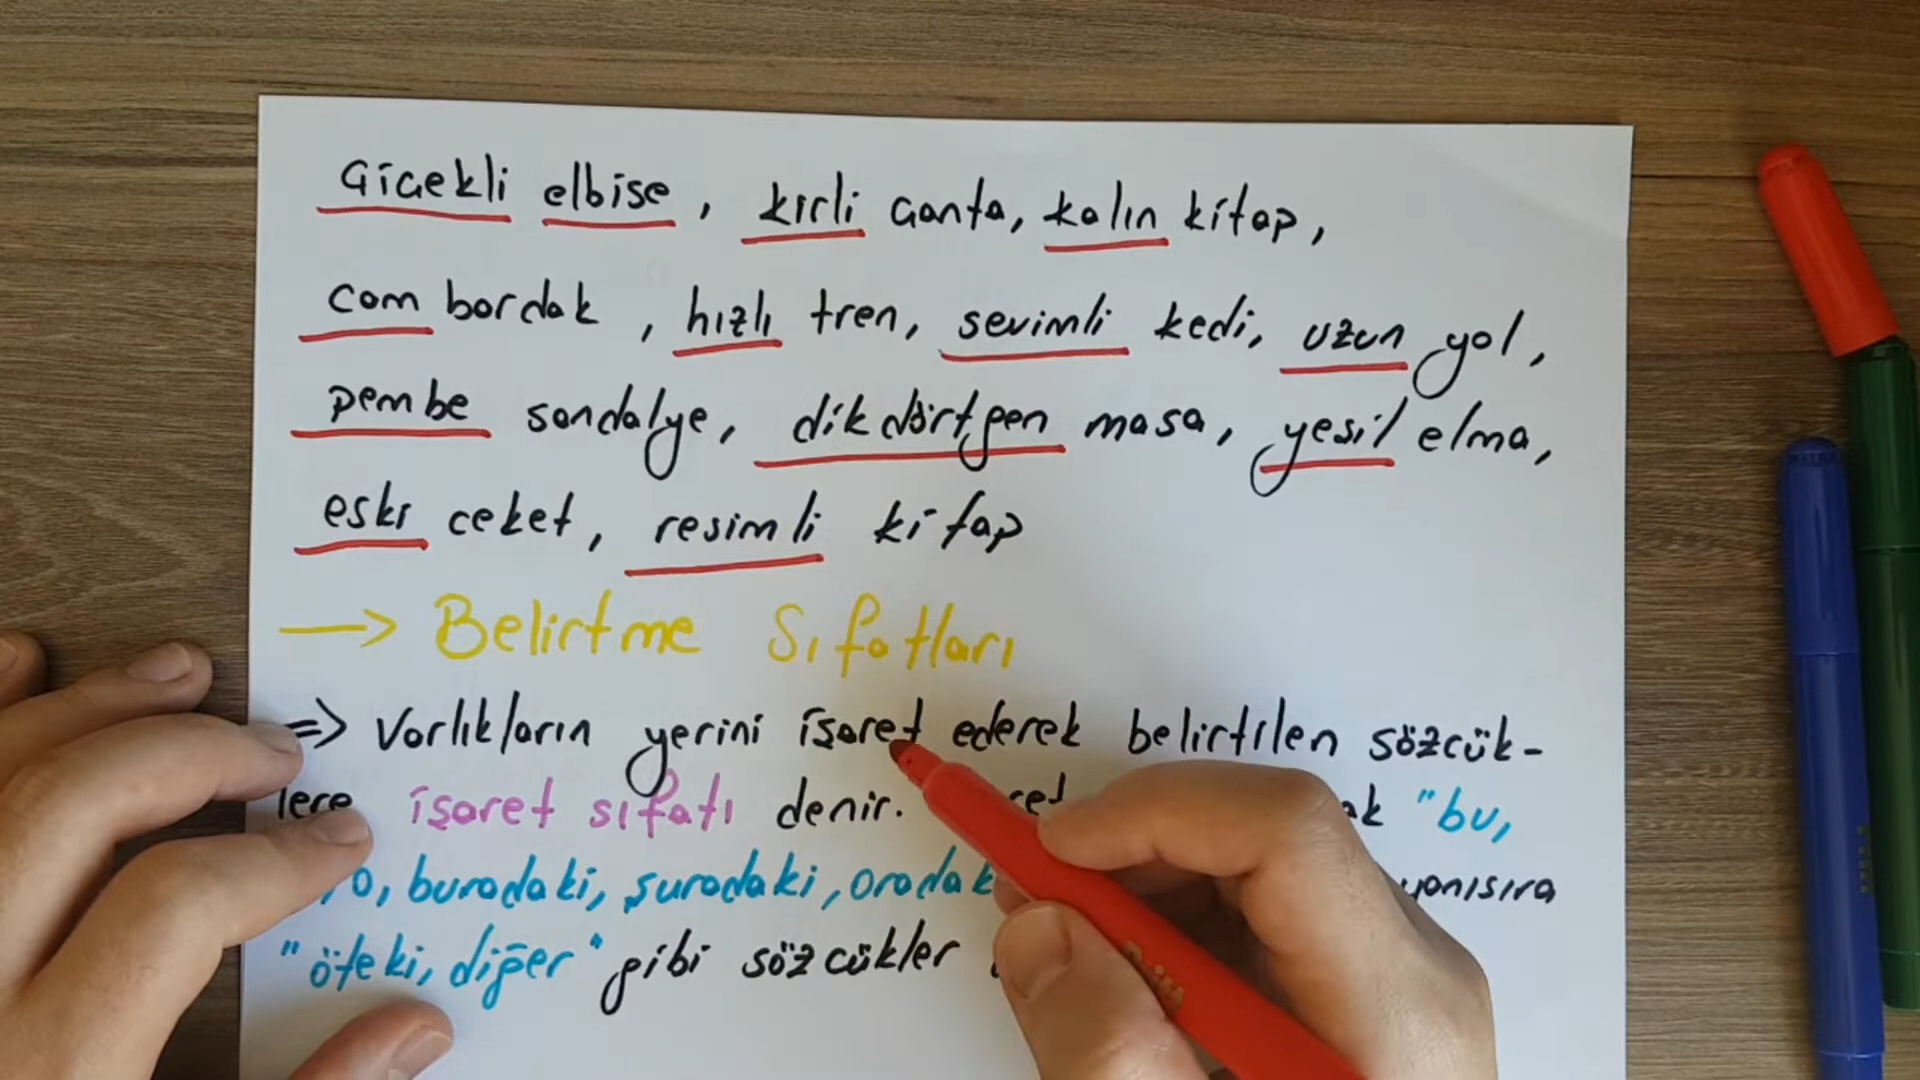 Çiçekli elbise, kirli çanta, kalın kitap,
cam bardak, hızlı tren, sevimli kedi, uzun yol,
pembe sandalye, dikdörtgen masa, yeşil elma,
eski ceket, resimli kitap
→ Belirtme Sıfatları
⇒ Varlıkların yerini işaret ederek belirtilen sözcük-
lere işaret sıfatı denir. "bu,
o, buradaki, şuradaki, yanısıra
"öteki, diğer" gibi sözcükler